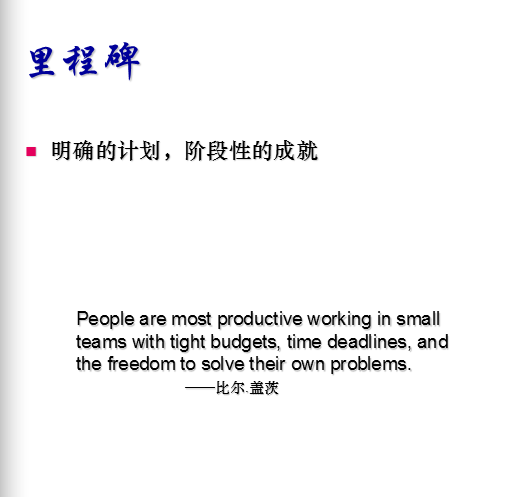 里程碑
明确的计划，阶段性的成就
People are most productive working in small
teams with tight budgets, time deadlines, and
the freedom to solve their own problems.
——比尔.盖茨